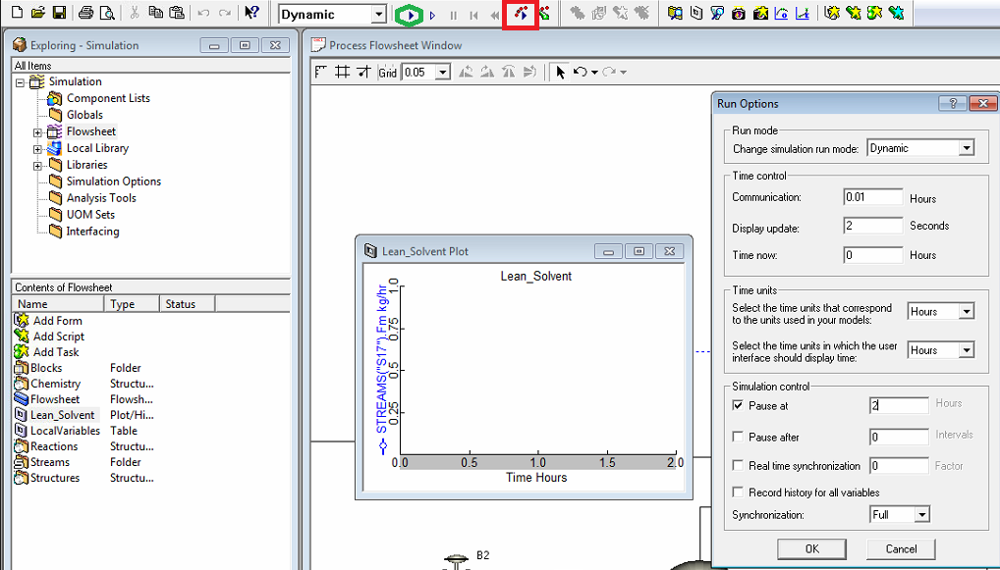 Dynamic
Exploring - Simulation
All Items
Simulation
Component Lists
Globals
Flowsheet
Local Library
Libraries
Simulation Options
Analysis Tools
UOM Sets
Interfacing
Contents of Flowsheet
Name Type Status
Add Form
Add Script
Add Task
Blocks Folder
Chemistry Structu...
Flowsheet Flowsh...
Lean_Solvent Plot/Hi...
LocalVariables Table
Reactions Structu...
Streams Folder
Structures Structu...
Process Flowsheet Window
Grid 0.05
Lean_Solvent Plot
Lean_Solvent
STREAMS("S17").Fm kg/hr
1.0
0.75
0.5
0.25
0.0 0.5 1.0 1.5 2.0
Time Hours
B2
Run Options
Run mode
Change simulation run mode: Dynamic
Time control
Communication: 0.01 Hours
Display update: 2 Seconds
Time now: 0 Hours
Time units
Select the time units that correspond
to the units used in your models: Hours
Select the time units in which the user
interface should display time: Hours
Simulation control
Pause at 2 Hours
Pause after 0 Intervals
Real time synchronization 0 Factor
Record history for all variables
Synchronization: Full
OK Cancel